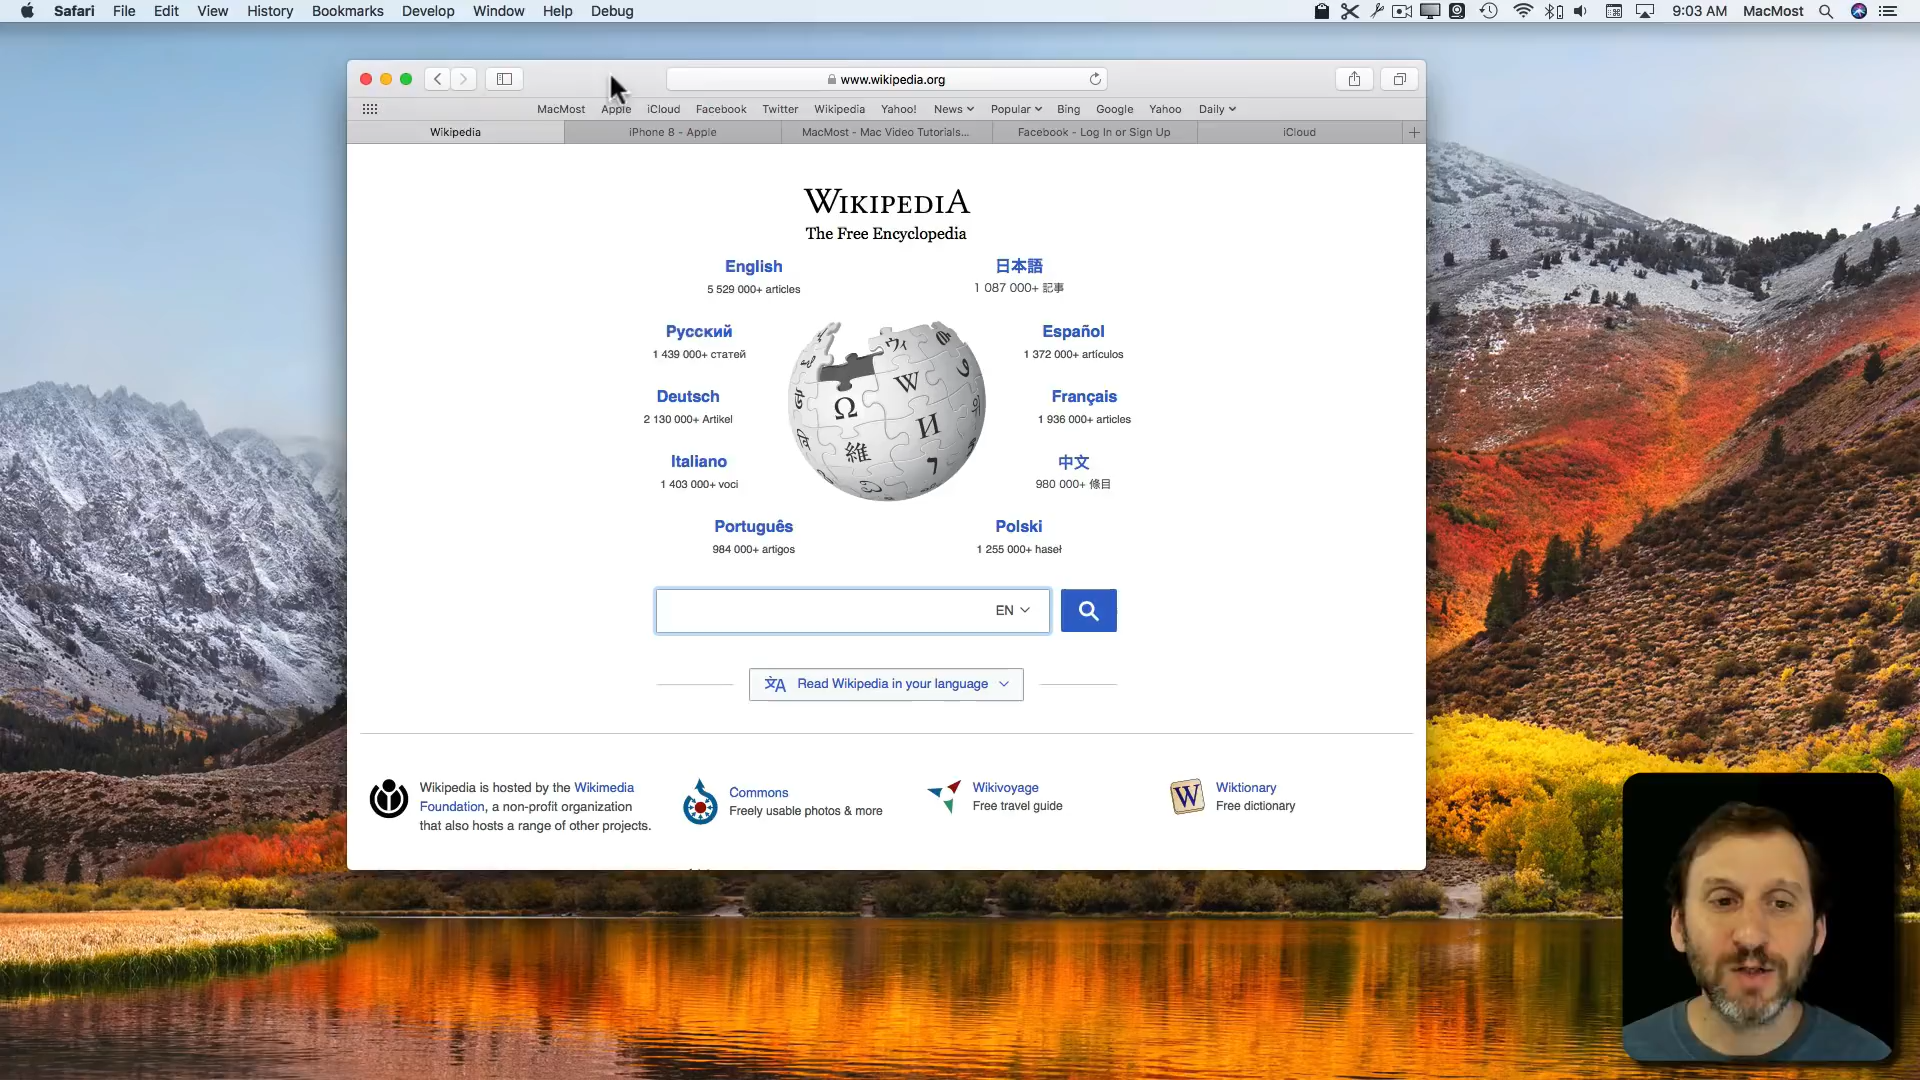 Safari File Edit View History Bookmarks Develop Window Help Debug 9:03 AM MacMost
www.wikipedia.org
MacMost Apple iCloud Facebook Twitter Wikipedia Yahoo! News Popular Bing Google Yahoo Daily
Wikipedia iPhone 8 - Apple MacMost - Mac Video Tutorials... Facebook - Log In or Sign Up iCloud
WIKIPEDIA
The Free Encyclopedia
English 日本語
5 529 000+ articles 1 087 000+ 記事
Русский Español
1 439 000+ статей 1 372 000+ artículos
Deutsch Français
2 130 000+ Artikel 1 936 000+ articles
Italiano 中文
1 403 000+ voci 980 000+ 條目
Português Polski
984 000+ artigos 1 255 000+ haseł
Ω W И 維 ウィ 7
EN
文A Read Wikipedia in your language
Wikipedia is hosted by the Wikimedia
Foundation, a non-profit organization
that also hosts a range of other projects.
Commons
Freely usable photos & more
Wikivoyage
Free travel guide
W Wiktionary
Free dictionary